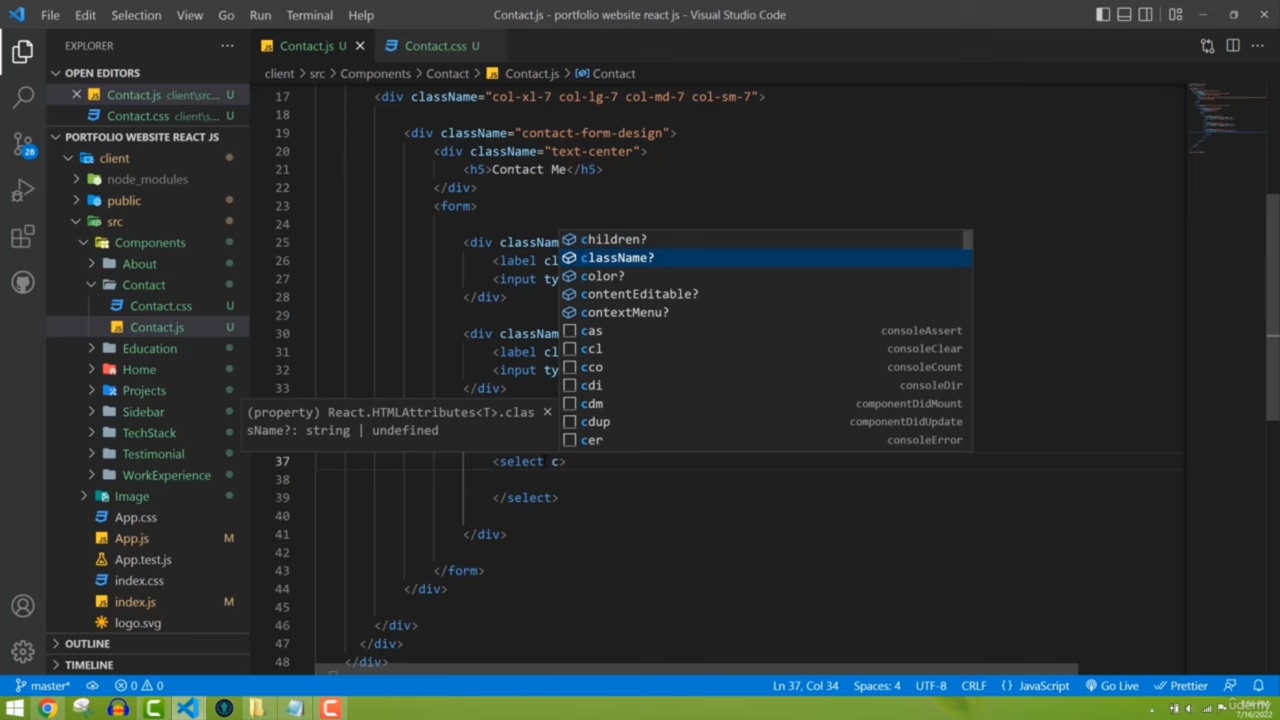 File Edit Selection View Go Run Terminal Help
Contact.js - portfolio website react js - Visual Studio Code
EXPLORER
Contact.js U
Contact.css U
OPEN EDITORS
client > src > Components > Contact > Contact.js > Contact
Contact.js client\src... U
Contact.css client\src... U
PORTFOLIO WEBSITE REACT JS
28
client
node_modules
public
src
Components
About
Contact
Contact.css U
Contact.js U
Education
Home
Projects
Sidebar
TechStack
Testimonial
WorkExperience
Image
App.css
App.js M
App.test.js
index.css
index.js M
logo.svg
OUTLINE
TIMELINE
17 <div className="col-xl-7 col-lg-7 col-md-7 col-sm-7">
18
19 <div className="contact-form-design">
20 <div className="text-center">
21 <h5>Contact Me</h5>
22 </div>
23 <form>
24
25 <div classNam
26 <label cl
27 <input ty
28 </div>
29
30 <div classNam
31 <label cl
32 <input ty
33 </div>
children?
className?
color?
contentEditable?
contextMenu?
cas consoleAssert
ccl consoleClear
cco consoleCount
cdi consoleDir
cdm componentDidMount
cdup componentDidUpdate
cer consoleError
(property) React.HTMLAttributes<T>.clas
sName?: string | undefined
37 <select c>
38
39 </select>
40
41 </div>
42
43 </form>
44 </div>
45
46 </div>
47 </div>
48 </div>
master* 0 0
Ln 37, Col 34 Spaces: 4 UTF-8 CRLF {} JavaScript Go Live Prettier
udemy
7/16/2022